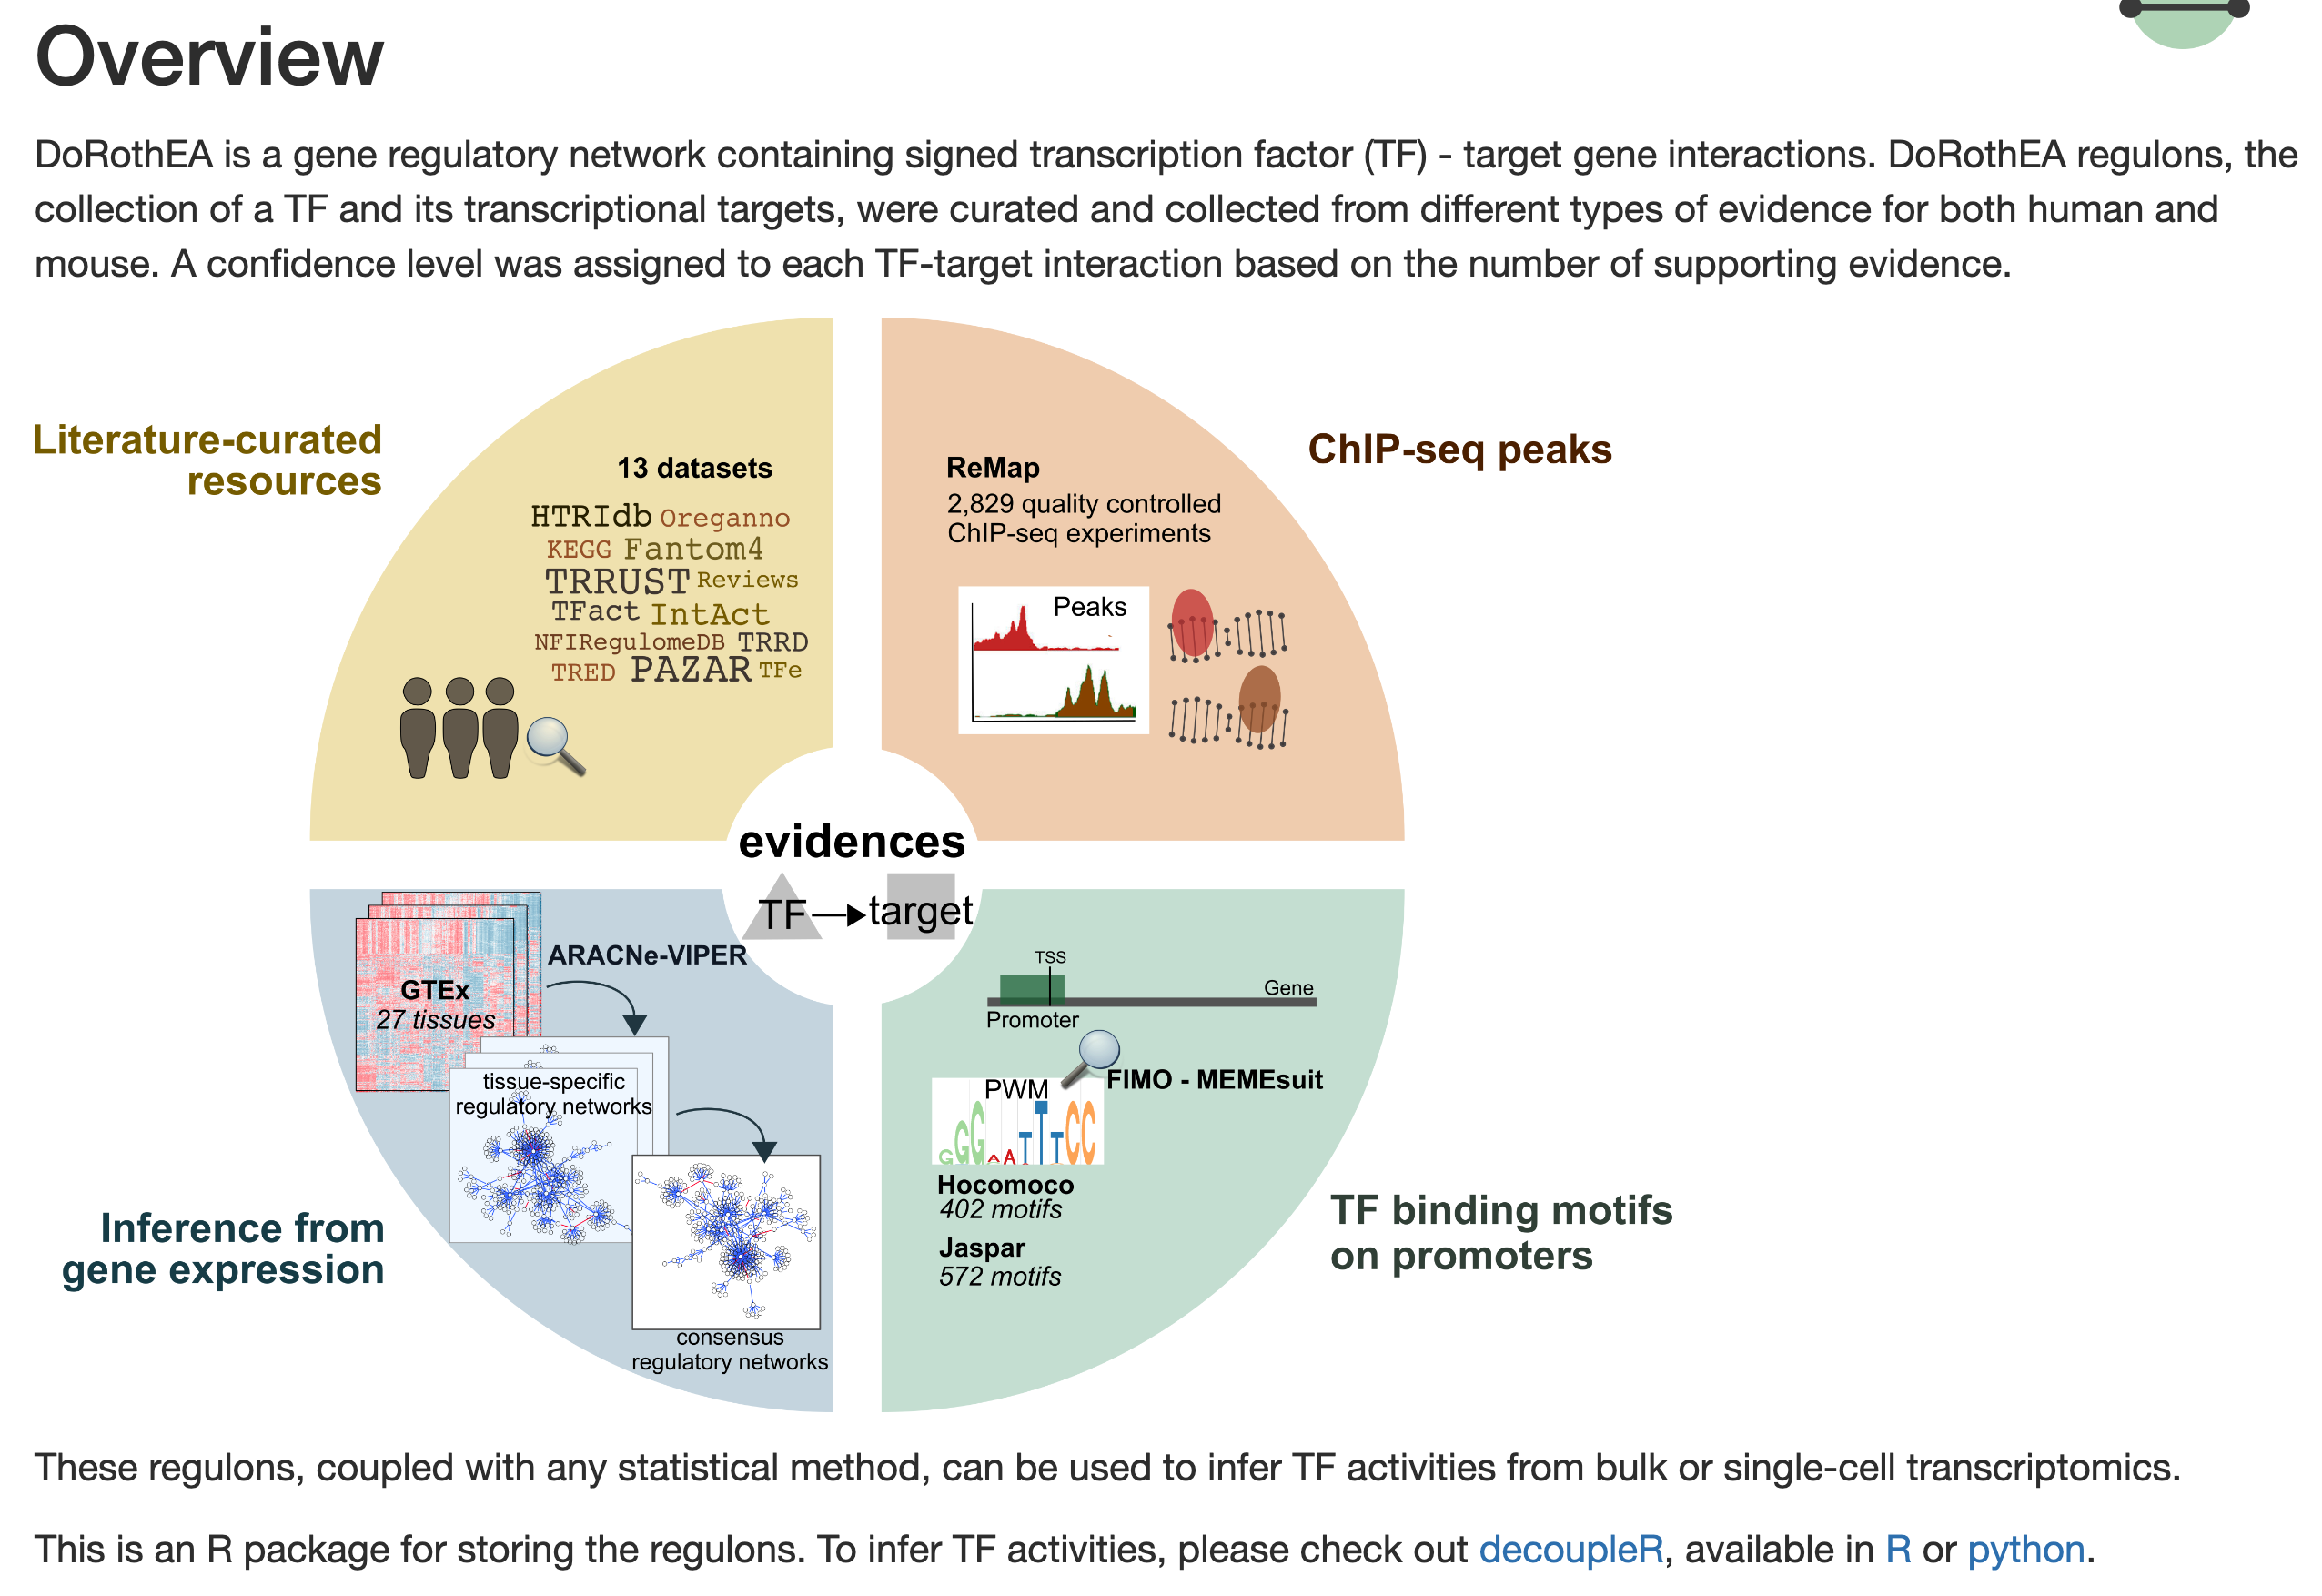 Overview
DoRothEA is a gene regulatory network containing signed transcription factor (TF) - target gene interactions. DoRothEA regulons, the
collection of a TF and its transcriptional targets, were curated and collected from different types of evidence for both human and
mouse. A confidence level was assigned to each TF-target interaction based on the number of supporting evidence.
Literature-curated
resources
13 datasets
HTRIdb Oreganno
KEGG Fantom4
TRRUST Reviews
TFact IntAct
NFIRegulomeDB TRRD
TRED PAZAR TFe
ChIP-seq peaks
ReMap
2,829 quality controlled
ChIP-seq experiments
Peaks
evidences
TF target
Inference from
gene expression
GTEx
27 tissues
ARACNe-VIPER
tissue-specific
regulatory networks
consensus
regulatory networks
TF binding motifs
on promoters
TSS
Gene
Promoter
FIMO - MEMEsuit
PWM
GGGAATTTCC
Hocomoco
402 motifs
Jaspar
572 motifs
These regulons, coupled with any statistical method, can be used to infer TF activities from bulk or single-cell transcriptomics.
This is an R package for storing the regulons. To infer TF activities, please check out decoupleR, available in R or python.